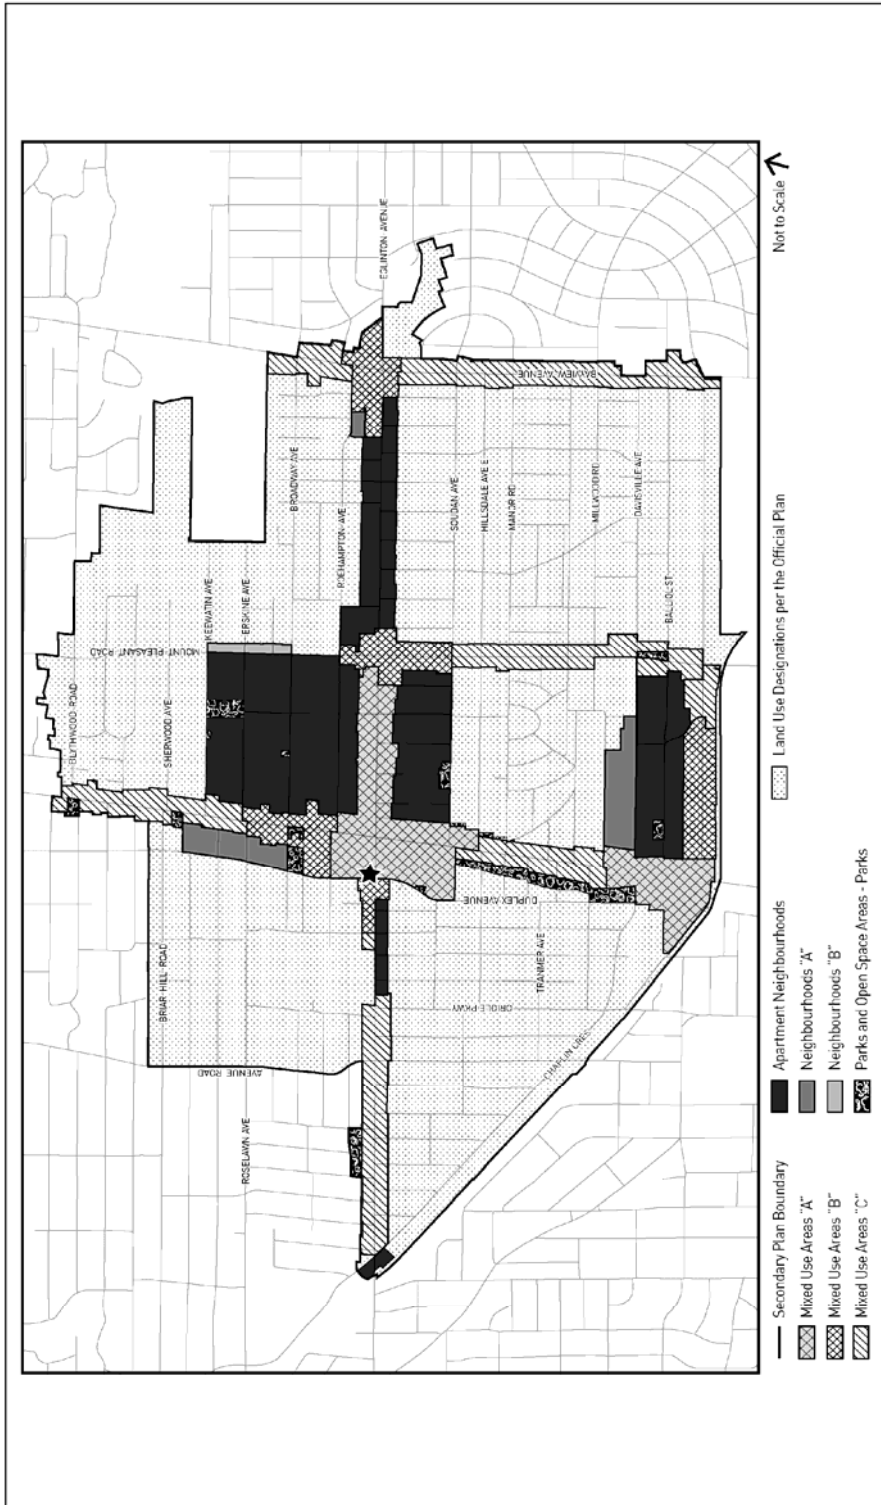 BLYTHWOOD ROAD
SHERWOOD AVE
MOUNT PLEASANT ROAD
KEEWATIN AVE
ERSKINE AVE
BROADWAY AVE
ROEHAMPTON AVE
EGLINTON AVENUE
BAYVIEW AVENUE
SOUDAN AVE
HILLSDALE AVE E
MANOR RD
MILLWOOD RD
DAVISVILLE AVE
BALLIOL ST
BRIAR HILL ROAD
AVENUE ROAD
ROSELAWN AVE
DUPLEX AVENUE
TRANMER AVE
ORIOLE PKWY
CHAPLIN CRES
Secondary Plan Boundary
Mixed Use Areas "A"
Mixed Use Areas "B"
Mixed Use Areas "C"
Apartment Neighbourhoods
Neighbourhoods "A"
Neighbourhoods "B"
Parks and Open Space Areas - Parks
Land Use Designations per the Official Plan
Not to Scale